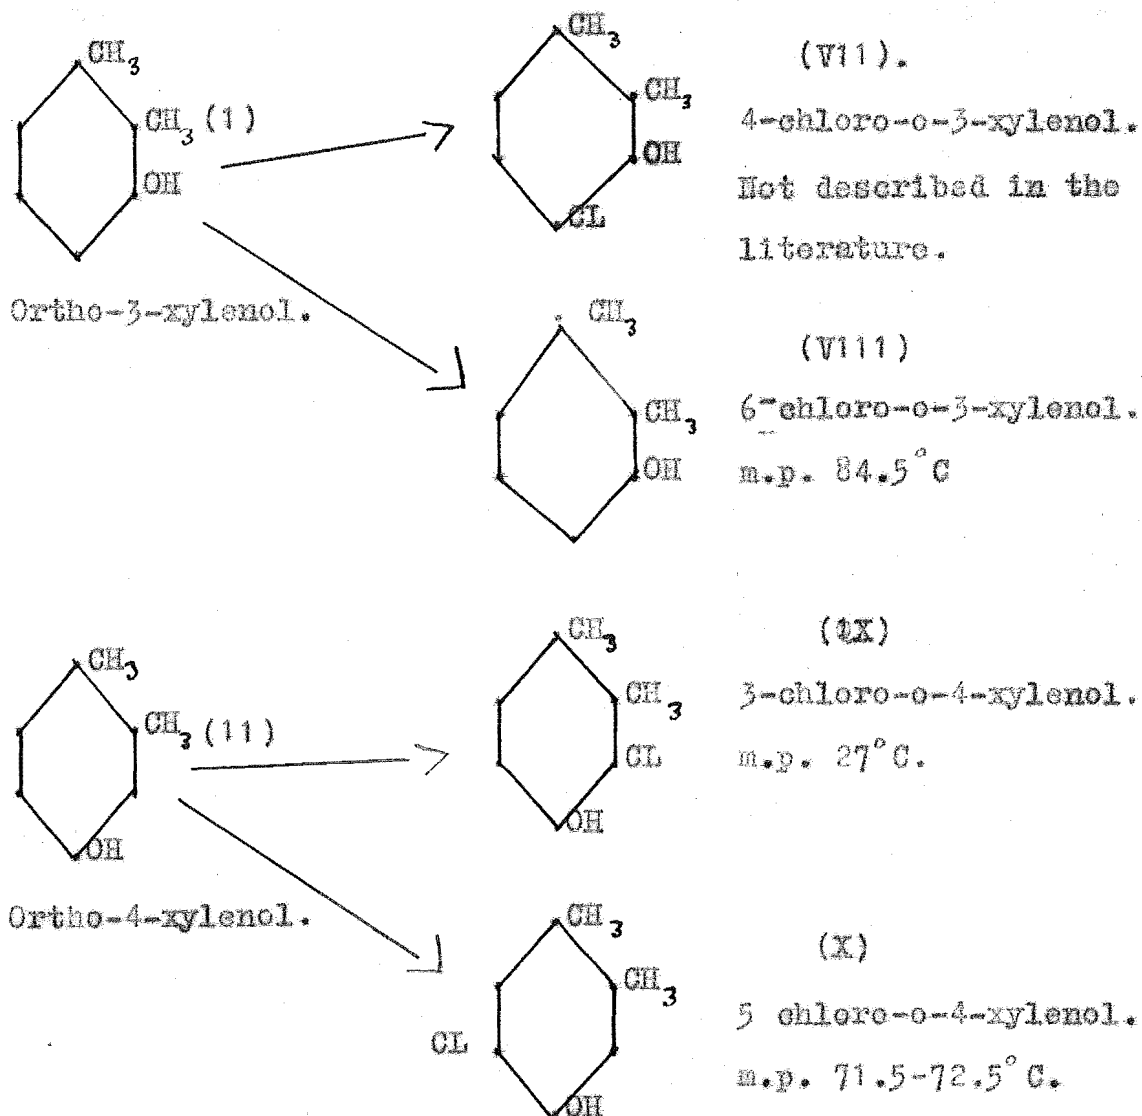 CH3
CH3 (1)
OH
Ortho-3-xylenol.
CH3
CH3
OH
CL
(V11).
4-chloro-o-3-xylenol.
Not described in the
literature.
CH3
CH3
OH
(V111)
6-chloro-o-3-xylenol.
m.p. 84.5°C
CH3
CH3 (11)
OH
Ortho-4-xylenol.
CH3
CH3
CL
OH
(1X)
3-chloro-o-4-xylenol.
m.p. 27°C.
CH3
CH3
CL
OH
(X)
5 chloro-o-4-xylenol.
m.p. 71.5-72.5°C.